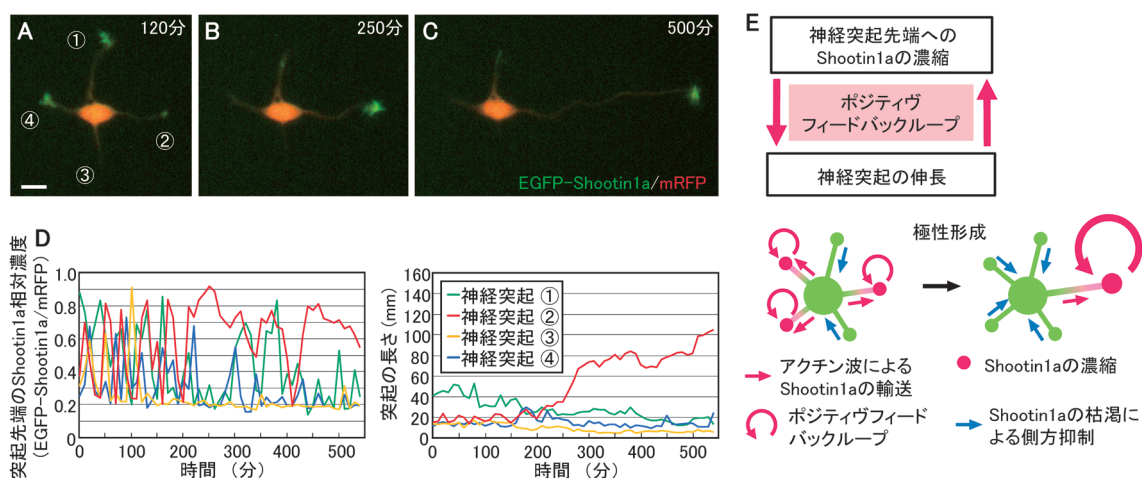 A
120分
①
②
③
④
B
250分
C
500分
EGFP-Shootin1a/mRFP
D
突起先端のShootin1a相対濃度
(EGFP-Shootin1a/mRFP)
1.0
0.9
0.8
0.7
0.6
0.5
0.4
0.3
0.2
0.1
0
0 100 200 300 400 500
時間 (分)
突起の長さ(mm)
160
140
120
100
80
60
40
20
0
0 100 200 300 400 500
時間 (分)
神経突起 ①
神経突起 ②
神経突起 ③
神経突起 ④
E
神経突起先端への
Shootin1aの濃縮
ポジティヴ
フィードバックループ
神経突起の伸長
極性形成
アクチン波による
Shootin1aの輸送
Shootin1aの濃縮
ポジティヴフィード
バックループ
Shootin1aの枯渇に
よる側方抑制